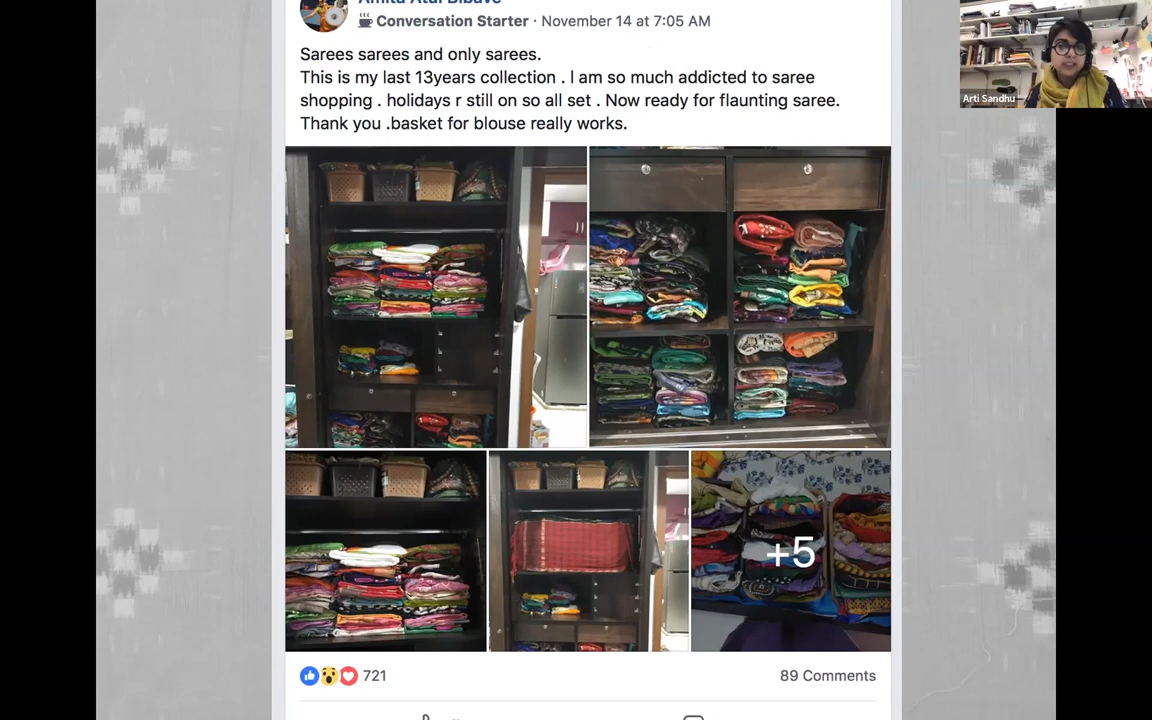 Conversation Starter · November 14 at 7:05 AM
Sarees sarees and only sarees.
This is my last 13years collection . I am so much addicted to saree
shopping . holidays r still on so all set . Now ready for flaunting saree.
Thank you .basket for blouse really works.
+5
721
89 Comments
Arti Sandhu